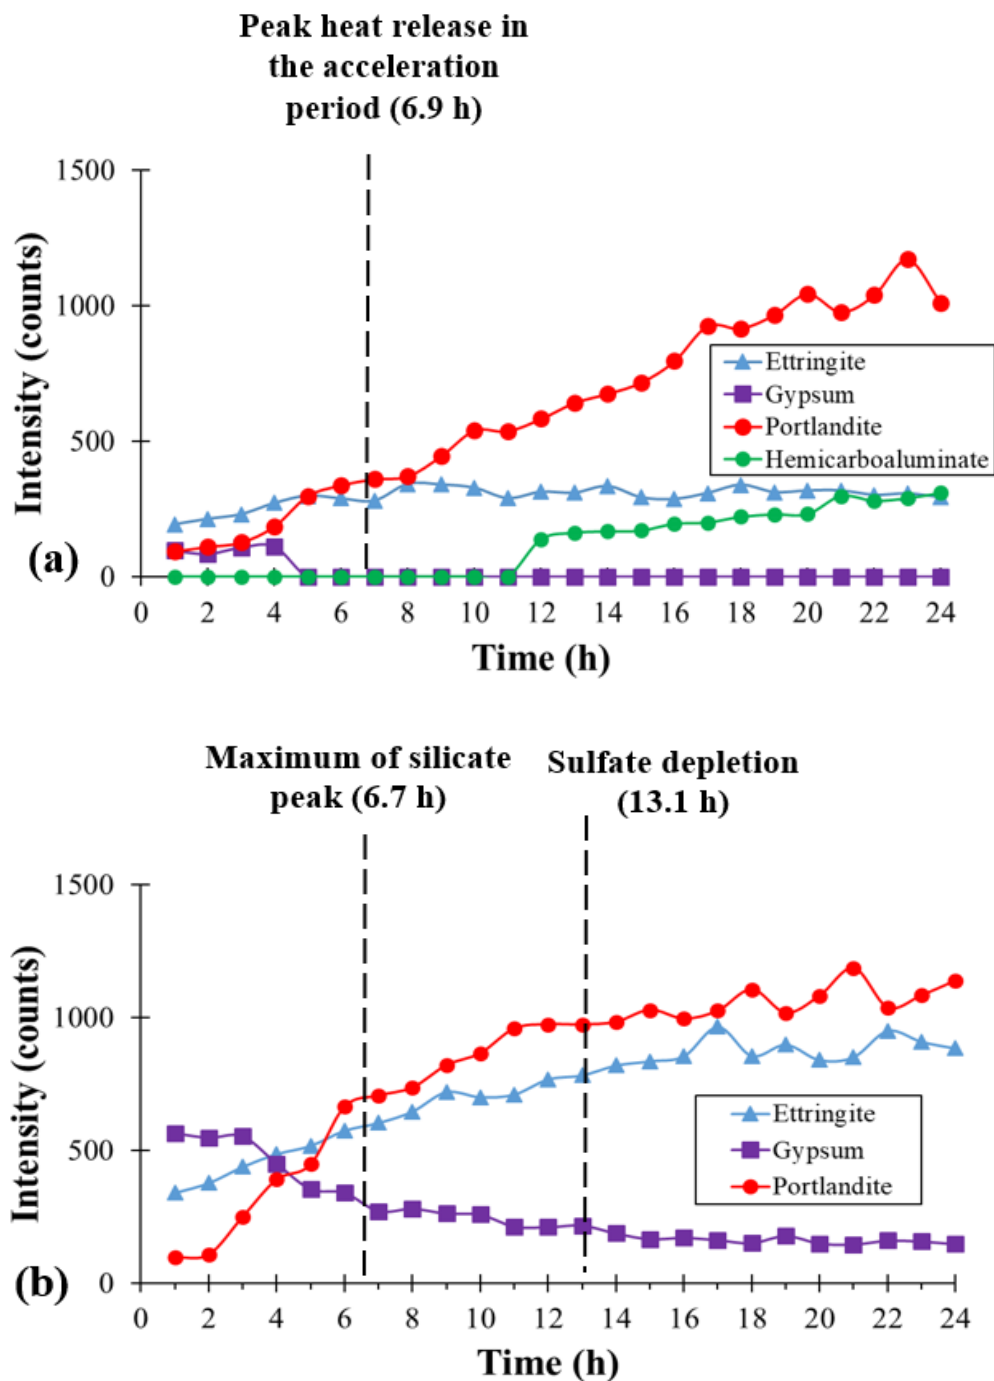 Peak heat release in
the acceleration
period (6.9 h)
1500
1000
500
0
Intensity (counts)
Ettringite
Gypsum
Portlandite
Hemicarboaluminate
(a)
0 2 4 6 8 10 12 14 16 18 20 22 24
Time (h)
Maximum of silicate
peak (6.7 h)
Sulfate depletion
(13.1 h)
1500
1000
500
0
Intensity (counts)
Ettringite
Gypsum
Portlandite
(b)
0 2 4 6 8 10 12 14 16 18 20 22 24
Time (h)